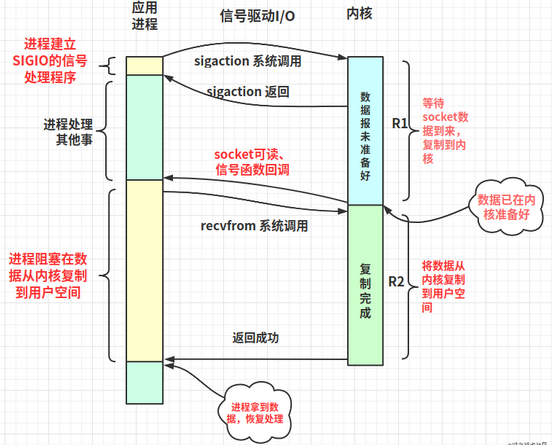 应用
进程
信号驱动I/O
内核
进程建立
SIGIO的信号
处理程序
sigaction 系统调用
sigaction 返回
进程处理
其他事
数据报未准备好
R1
等待
socket数
据到来，
复制到内
核
socket可读、
信号函数回调
数据已在内
核准备好
recvfrom 系统调用
进程阻塞在数
据从内核复制
到用户空间
复制完成
R2
将数据从
内核复制
到用户空
间
返回成功
进程拿到数
据，恢复处理